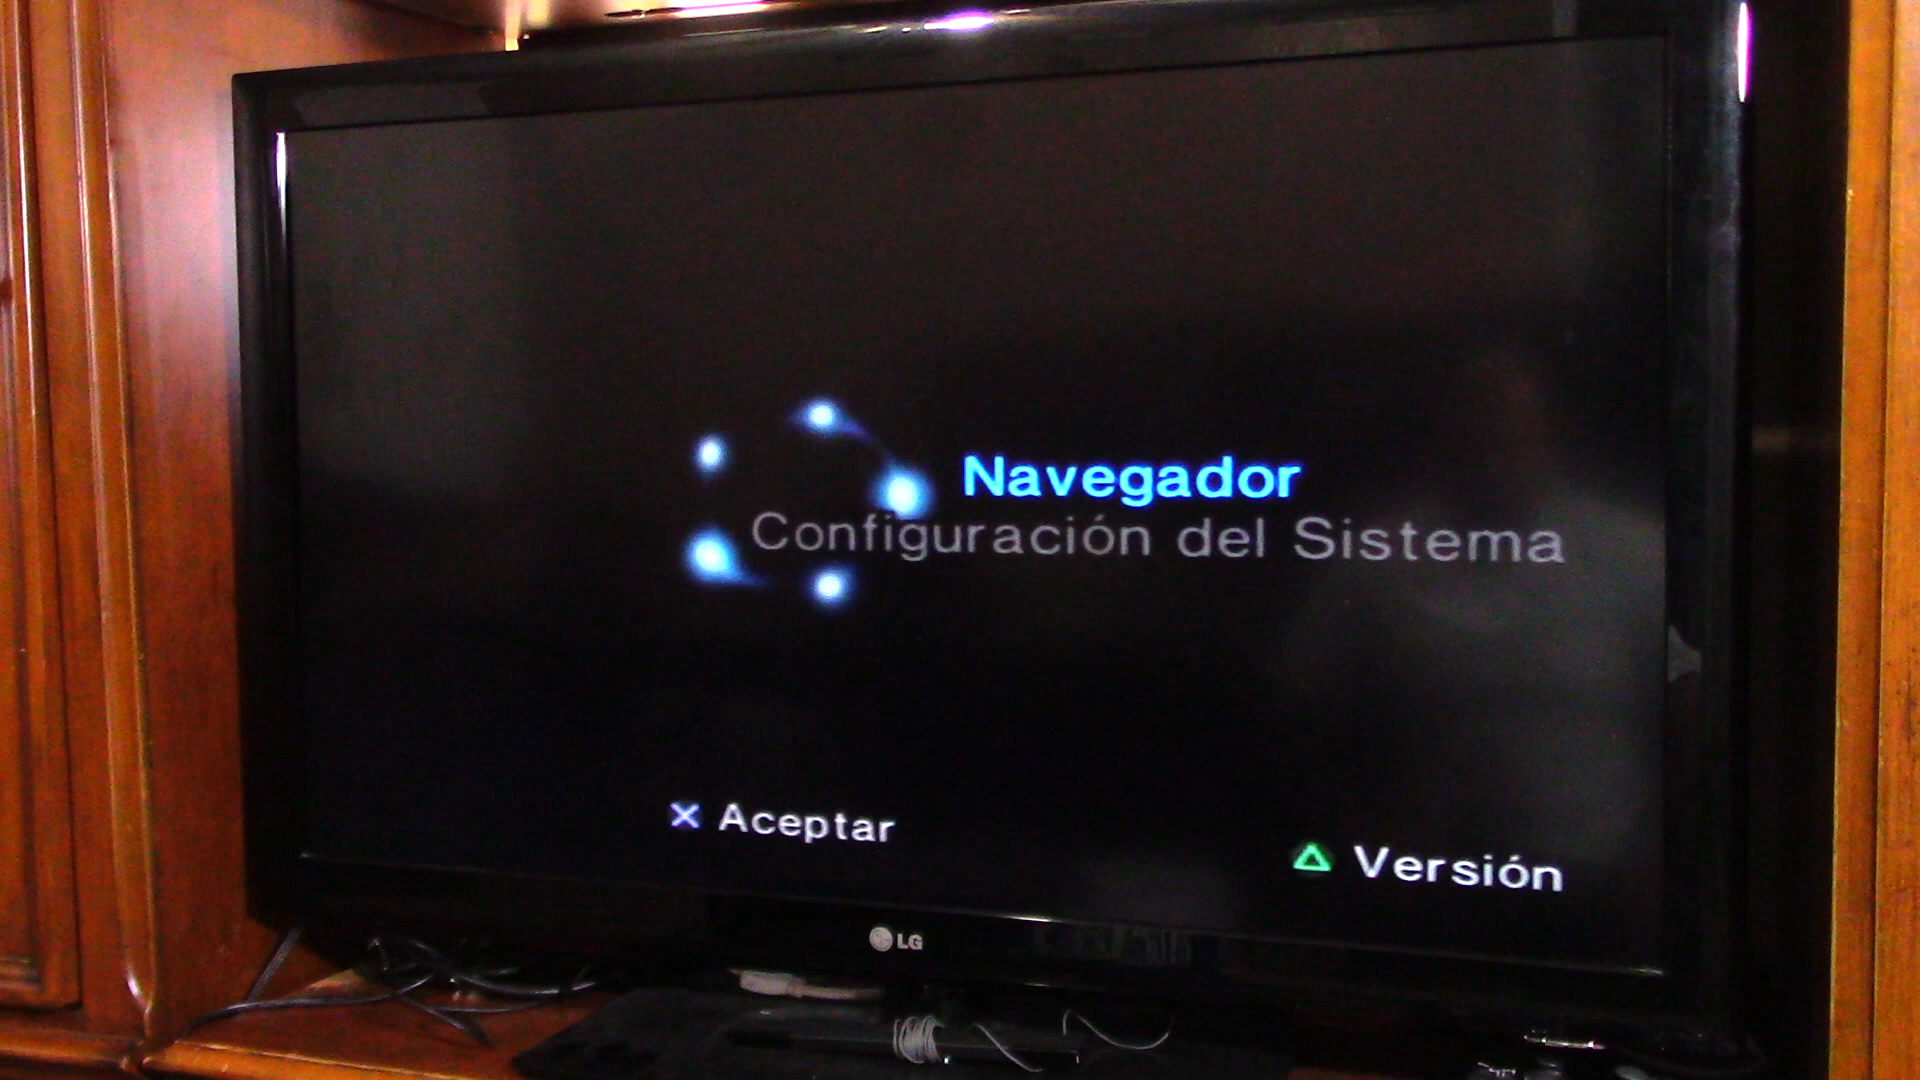 Navegador
Configuración del Sistema
Aceptar
Versión
LG